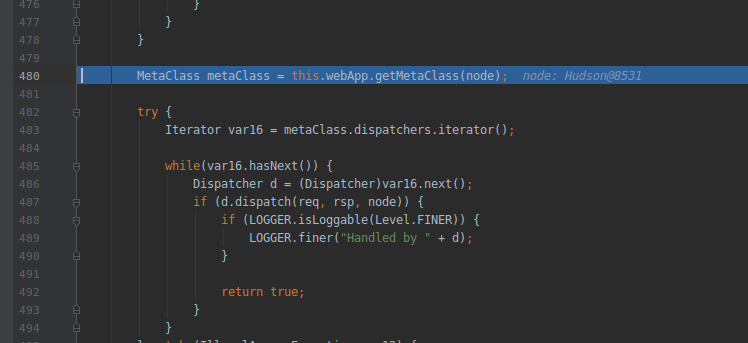 476 }
477 }
478 }
479
480 MetaClass metaClass = this.webApp.getMetaClass(node); node: Hudson@8531
481
482 try {
483 Iterator var16 = metaClass.dispatchers.iterator();
484
485 while(var16.hasNext()) {
486 Dispatcher d = (Dispatcher)var16.next();
487 if (d.dispatch(req, rsp, node)) {
488 if (LOGGER.isLoggable(Level.FINER)) {
489 LOGGER.finer("Handled by " + d);
490 }
491
492 return true;
493 }
494 }